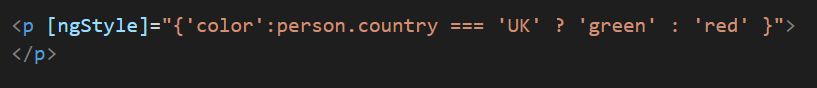 <p [ngStyle]="{'color':person.country === 'UK' ? 'green' : 'red' }">
</p>